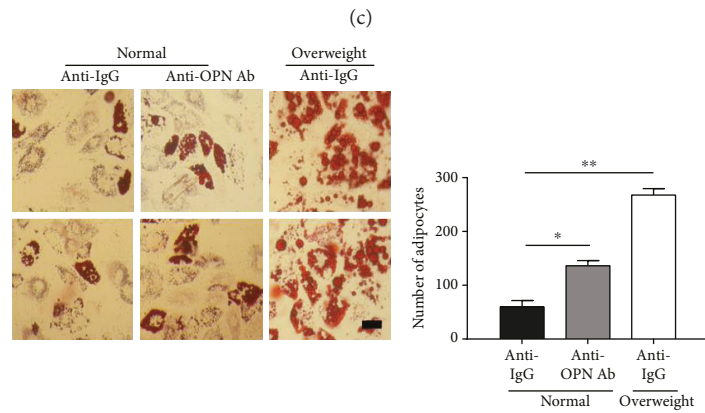 (c)
Normal
Overweight
Anti-IgG
Anti-OPN Ab
Anti-IgG
Number of adipocytes
300
200
100
0
**
*
Anti-
IgG
Anti-
OPN Ab
Anti-
IgG
Normal
Overweight